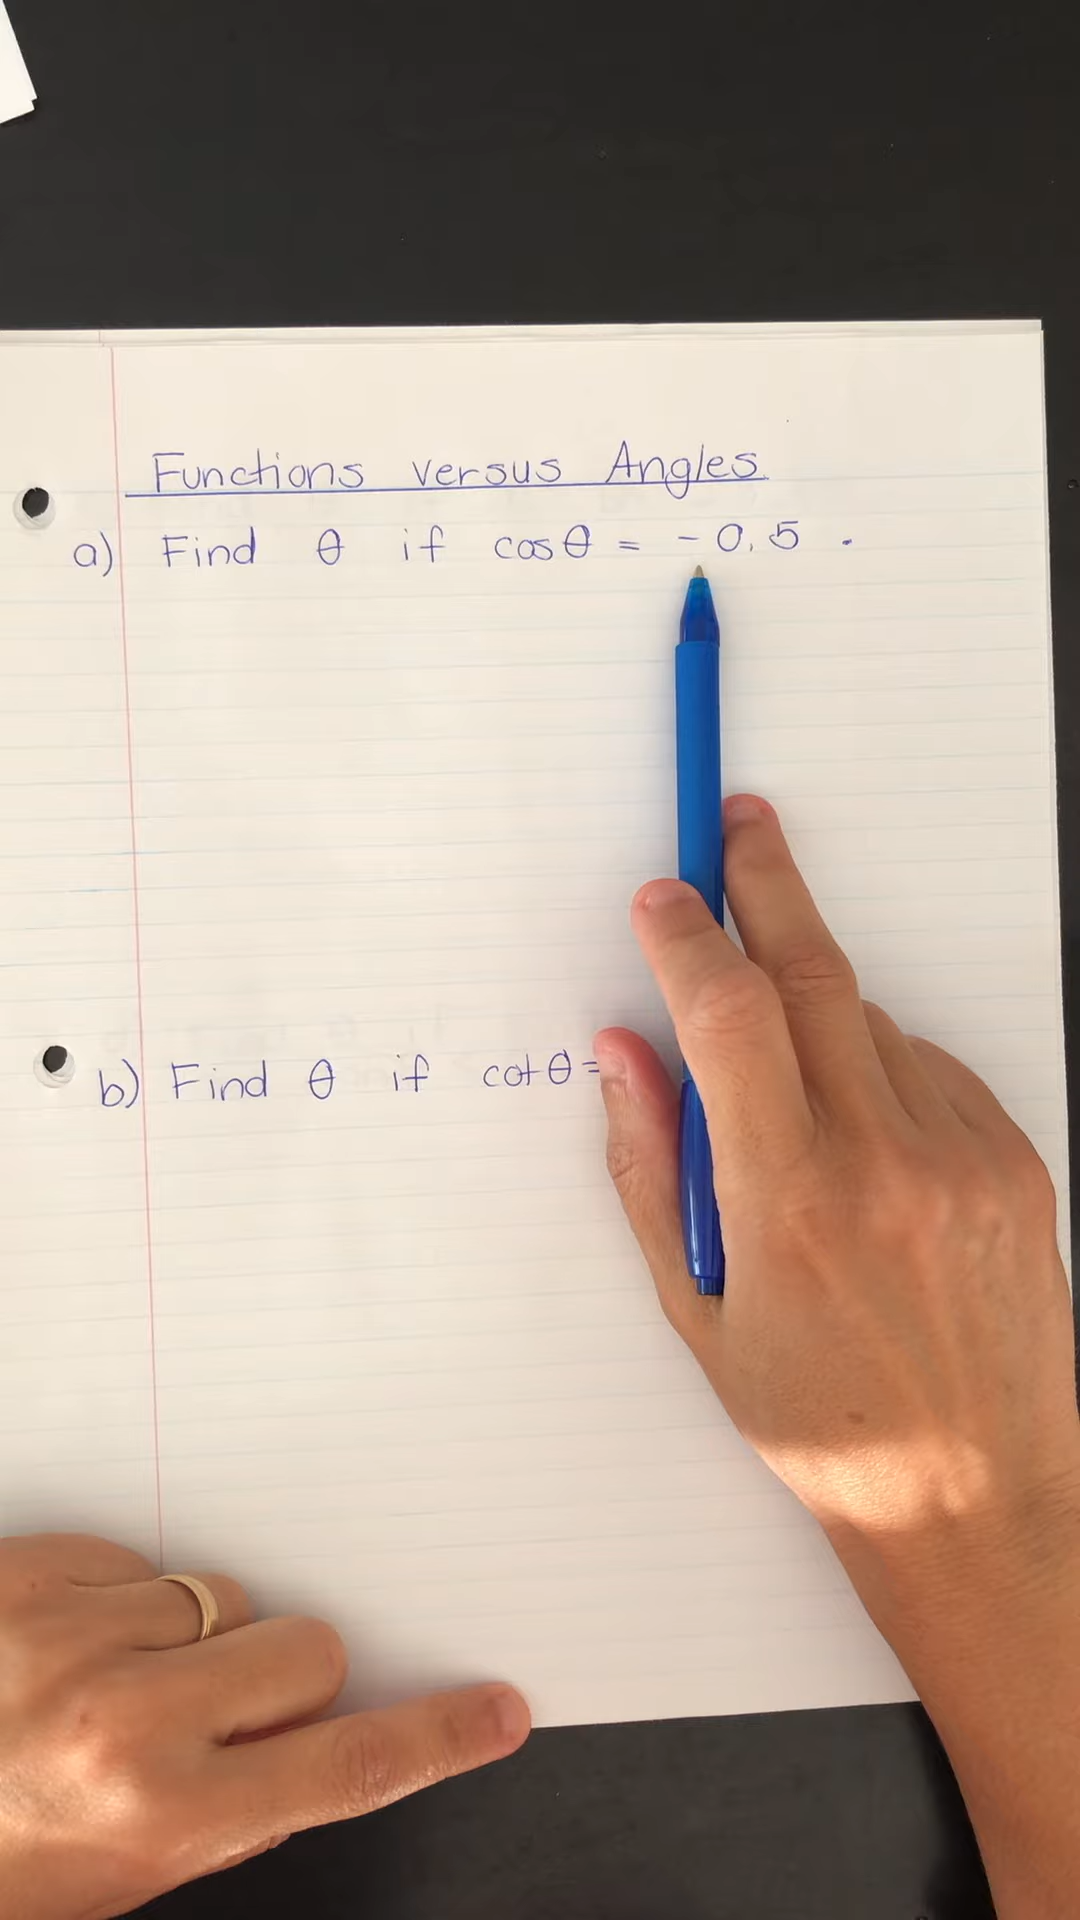 Functions versus Angles.
a) Find θ if cosθ = -0,5 .
b) Find θ if cotθ =